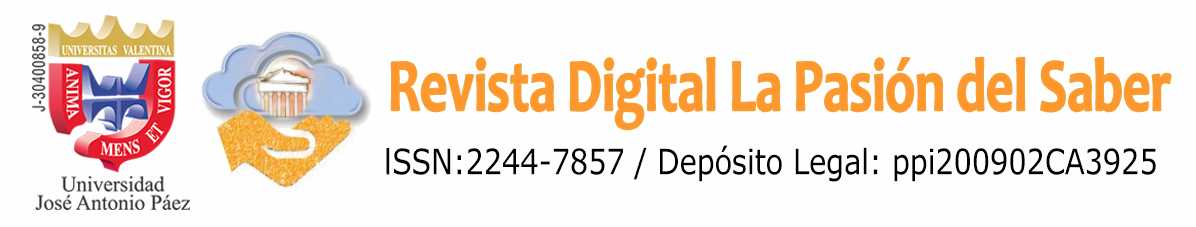 J-30400858-9
UNIVERSITAS VALENTINA
ANIMA
MENS ET VIGOR
Universidad
José Antonio Páez
Revista Digital La Pasión del Saber
ISSN:2244-7857 / Depósito Legal: ppi200902CA3925